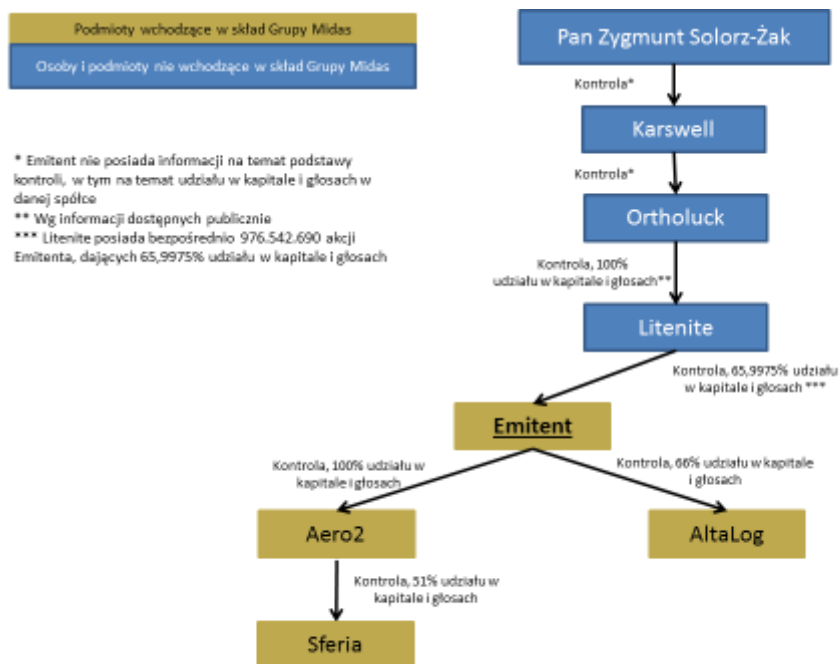 Podmioty wchodzące w skład Grupy Midas
Osoby i podmioty nie wchodzące w skład Grupy Midas
* Emitent nie posiada informacji na temat podstawy
kontroli, w tym na temat udziału w kapitale i głosach w
danej spółce
** Wg informacji dostępnych publicznie
*** Litenite posiada bezpośrednio 976.542.690 akcji
Emitenta, dających 65,9975% udziału w kapitale i głosach
Pan Zygmunt Solorz-Żak
Kontrola*
Karswell
Kontrola*
Ortholuck
Kontrola, 100%
udziału w kapitale i głosach**
Litenite
Kontrola, 65,9975% udziału
w kapitale i głosach ***
Emitent
Kontrola, 100% udziału w
kapitale i głosach
Kontrola, 66% udziału w kapitale
i głosach
Aero2
AltaLog
Kontrola, 51% udziału w
kapitale i głosach
Sferia